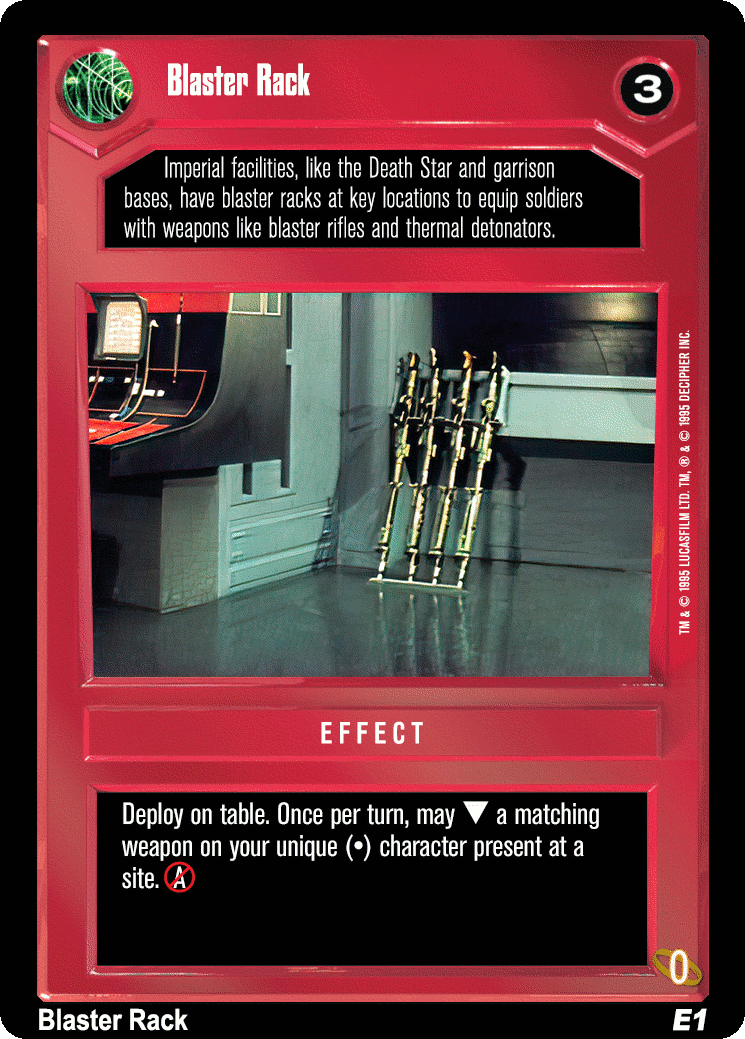 Blaster Rack
3
Imperial facilities, like the Death Star and garrison
bases, have blaster racks at key locations to equip soldiers
with weapons like blaster rifles and thermal detonators.
TM & © 1995 LUCASFILM LTD. TM, ® & © 1995 DECIPHER INC.
EFFECT
Deploy on table. Once per turn, may ▼ a matching
weapon on your unique (•) character present at a
site. A
0
Blaster Rack
E1